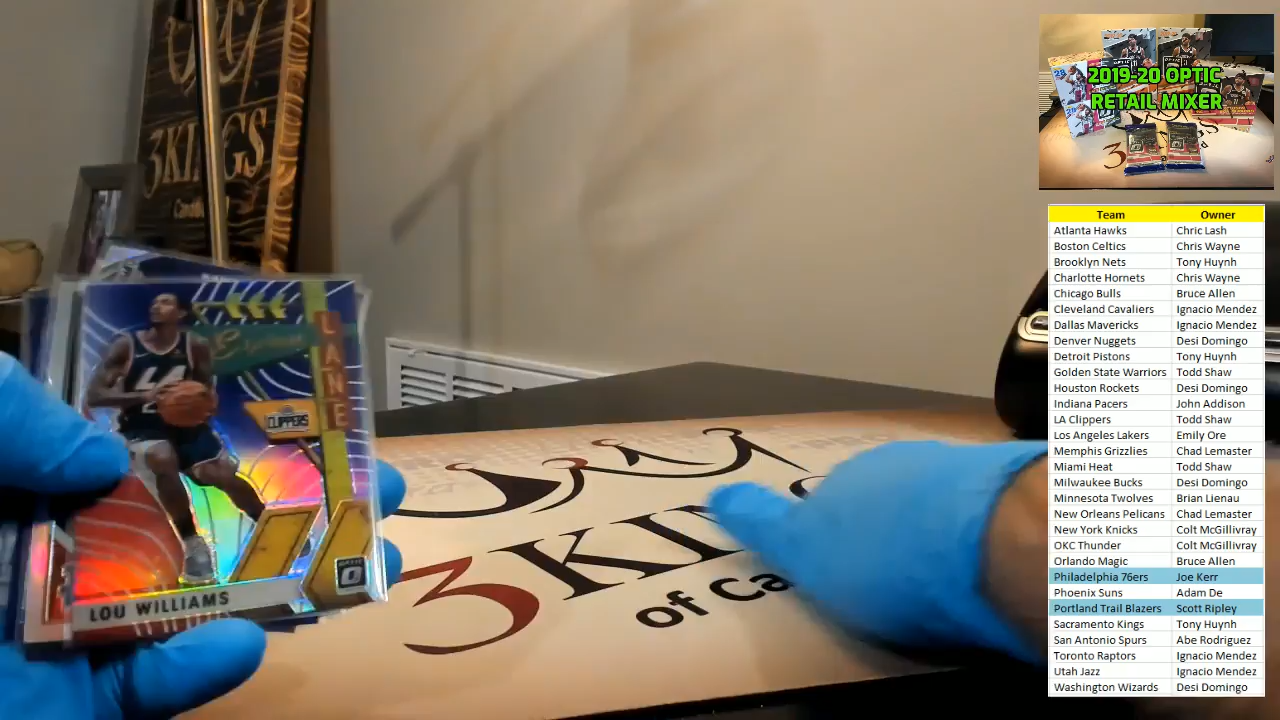 3KINGS
2019-20 OPTIC
RETAIL MIXER
Express
LANE
CLIPPERS
LOU WILLIAMS
3KIN
of Ca
Team Owner
Atlanta Hawks Chric Lash
Boston Celtics Chris Wayne
Brooklyn Nets Tony Huynh
Charlotte Hornets Chris Wayne
Chicago Bulls Bruce Allen
Cleveland Cavaliers Ignacio Mendez
Dallas Mavericks Ignacio Mendez
Denver Nuggets Desi Domingo
Detroit Pistons Tony Huynh
Golden State Warriors Todd Shaw
Houston Rockets Desi Domingo
Indiana Pacers John Addison
LA Clippers Todd Shaw
Los Angeles Lakers Emily Ore
Memphis Grizzlies Chad Lemaster
Miami Heat Todd Shaw
Milwaukee Bucks Desi Domingo
Minnesota Twolves Brian Lienau
New Orleans Pelicans Chad Lemaster
New York Knicks Colt McGillivray
OKC Thunder Colt McGillivray
Orlando Magic Bruce Allen
Philadelphia 76ers Joe Kerr
Phoenix Suns Adam De
Portland Trail Blazers Scott Ripley
Sacramento Kings Tony Huynh
San Antonio Spurs Abe Rodriguez
Toronto Raptors Ignacio Mendez
Utah Jazz Ignacio Mendez
Washington Wizards Desi Domingo